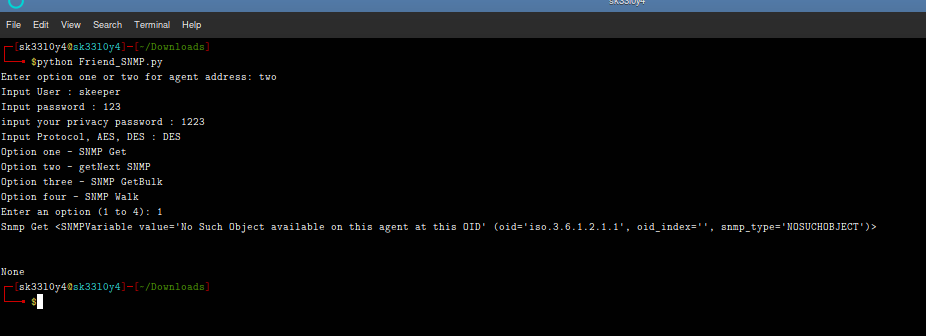 sk33l0y4
File Edit View Search Terminal Help
[sk33l0y4@sk33l0y4]─[~/Downloads]
$python Friend_SNMP.py
Enter option one or two for agent address: two
Input User : skeeper
Input password : 123
input your privacy password : 1223
Input Protocol, AES, DES : DES
Option one - SNMP Get
Option two - getNext SNMP
Option three - SNMP GetBulk
Option four - SNMP Walk
Enter an option (1 to 4): 1
Snmp Get <SNMPVariable value='No Such Object available on this agent at this OID' (oid='iso.3.6.1.2.1.1', oid_index='', snmp_type='NOSUCHOBJECT')>
None
[sk33l0y4@sk33l0y4]─[~/Downloads]
$